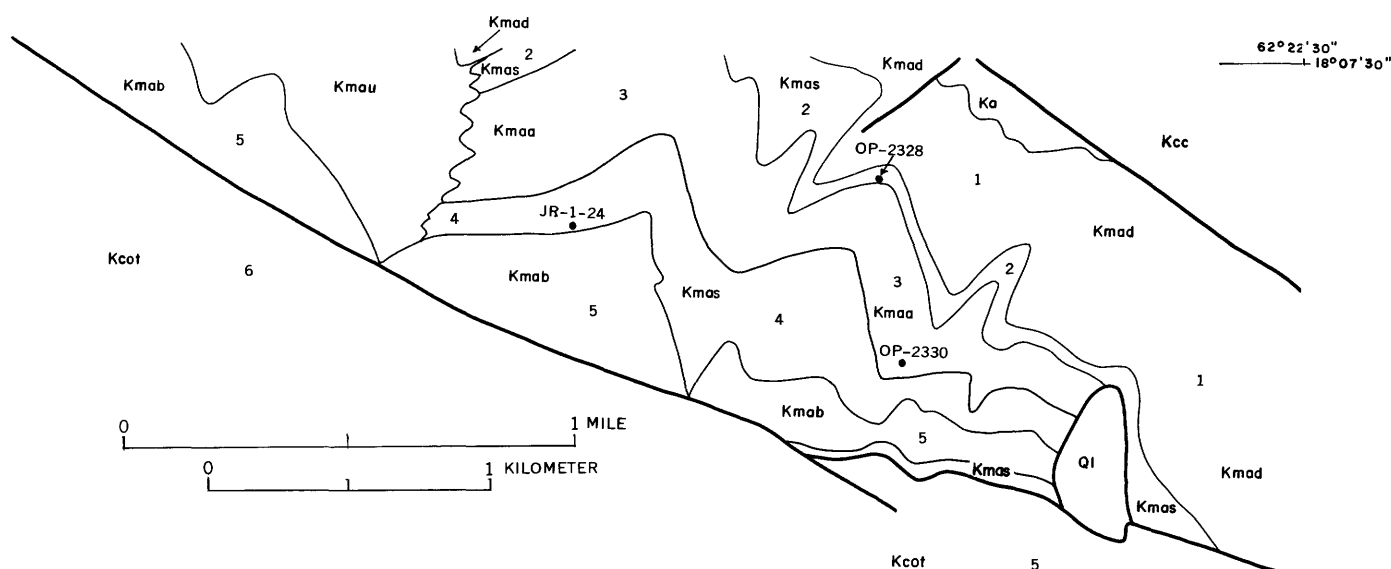 Kmad
62°22'30"
18°07'30"
2
Kmas
Kmad
Kmab
Kmau
Kmas
3
2
Ka
Kmaa
Kcc
5
OP-2328
1
4
JR-1-24
Kmad
Kcot
6
Kmab
Kmas
3
2
5
4
Kmaa
OP-2330
1
0
1 MILE
Kmab
5
0
1 KILOMETER
Kmas
Ql
Kmad
Kmas
Kcot
5